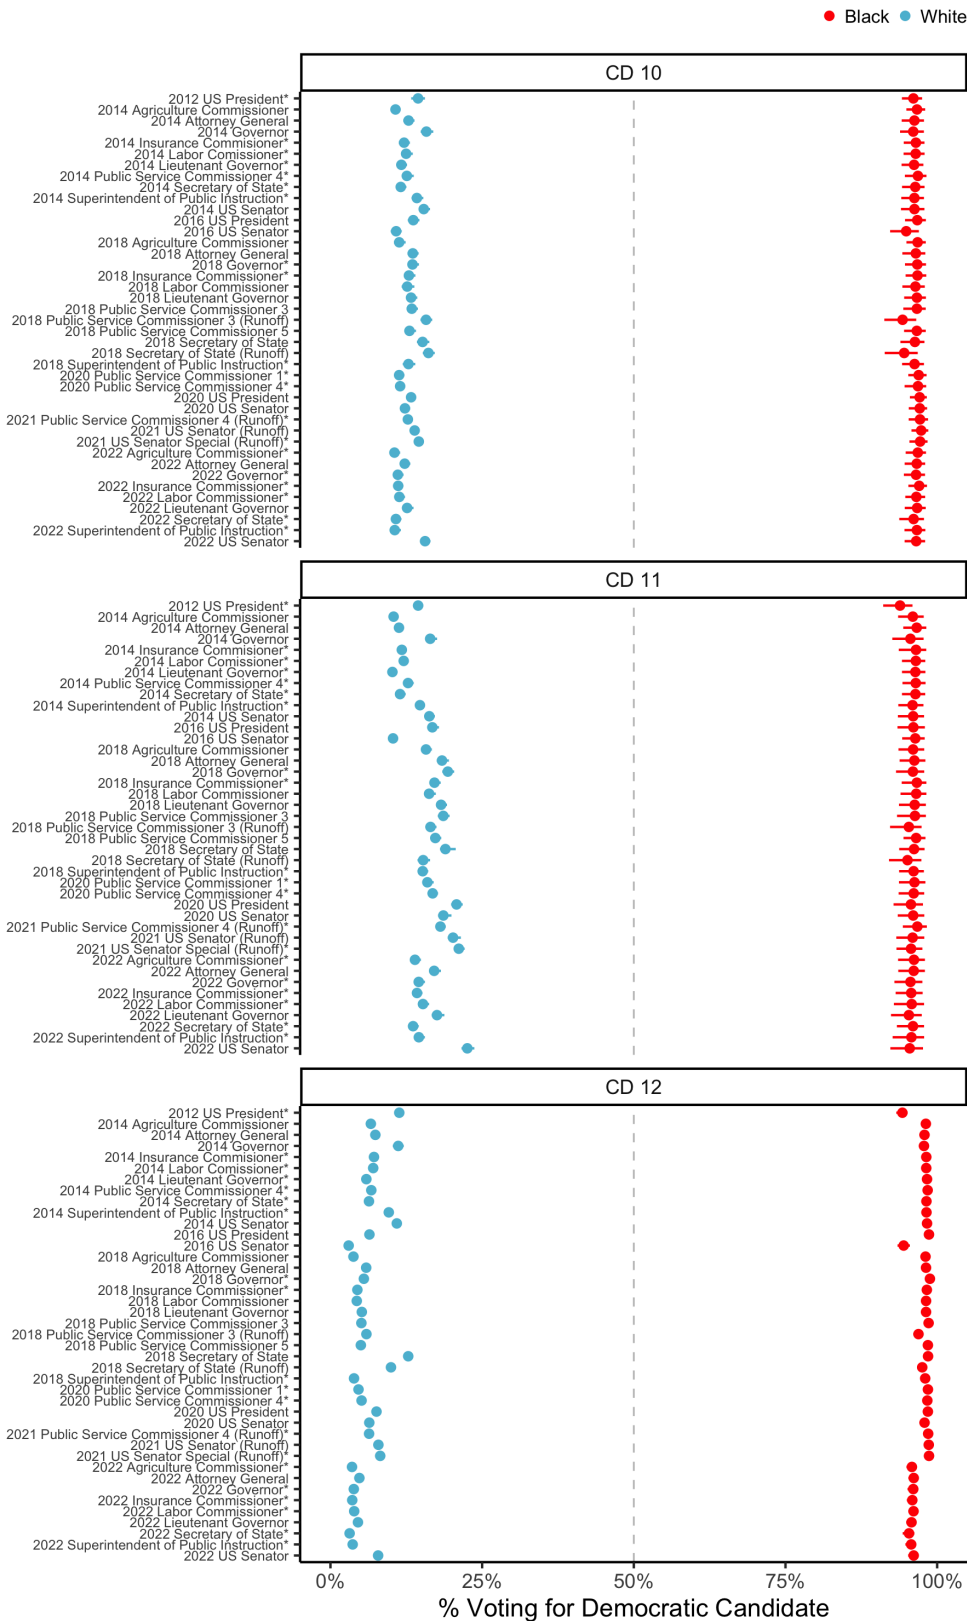 Black White
CD 10
2012 US President*
2014 Agriculture Commissioner
2014 Attorney General
2014 Governor
2014 Insurance Commisioner*
2014 Labor Comissioner*
2014 Lieutenant Governor*
2014 Public Service Commissioner 4*
2014 Secretary of State*
2014 Superintendent of Public Instruction*
2014 US Senator
2016 US President
2016 US Senator
2018 Agriculture Commissioner
2018 Attorney General
2018 Governor*
2018 Insurance Commissioner*
2018 Labor Commissioner
2018 Lieutenant Governor
2018 Public Service Commissioner 3
2018 Public Service Commissioner 3 (Runoff)
2018 Public Service Commissioner 5
2018 Secretary of State
2018 Secretary of State (Runoff)
2018 Superintendent of Public Instruction*
2020 Public Service Commissioner 1*
2020 Public Service Commissioner 4*
2020 US President
2020 US Senator
2021 Public Service Commissioner 4 (Runoff)*
2021 US Senator (Runoff)
2021 US Senator Special (Runoff)*
2022 Agriculture Commissioner*
2022 Attorney General
2022 Governor*
2022 Insurance Commissioner*
2022 Labor Commissioner*
2022 Lieutenant Governor
2022 Secretary of State*
2022 Superintendent of Public Instruction*
2022 US Senator
CD 11
2012 US President*
2014 Agriculture Commissioner
2014 Attorney General
2014 Governor
2014 Insurance Commisioner*
2014 Labor Comissioner*
2014 Lieutenant Governor*
2014 Public Service Commissioner 4*
2014 Secretary of State*
2014 Superintendent of Public Instruction*
2014 US Senator
2016 US President
2016 US Senator
2018 Agriculture Commissioner
2018 Attorney General
2018 Governor*
2018 Insurance Commissioner*
2018 Labor Commissioner
2018 Lieutenant Governor
2018 Public Service Commissioner 3
2018 Public Service Commissioner 3 (Runoff)
2018 Public Service Commissioner 5
2018 Secretary of State
2018 Secretary of State (Runoff)
2018 Superintendent of Public Instruction*
2020 Public Service Commissioner 1*
2020 Public Service Commissioner 4*
2020 US President
2020 US Senator
2021 Public Service Commissioner 4 (Runoff)*
2021 US Senator (Runoff)
2021 US Senator Special (Runoff)*
2022 Agriculture Commissioner*
2022 Attorney General
2022 Governor*
2022 Insurance Commissioner*
2022 Labor Commissioner*
2022 Lieutenant Governor
2022 Secretary of State*
2022 Superintendent of Public Instruction*
2022 US Senator
CD 12
2012 US President*
2014 Agriculture Commissioner
2014 Attorney General
2014 Governor
2014 Insurance Commisioner*
2014 Labor Comissioner*
2014 Lieutenant Governor*
2014 Public Service Commissioner 4*
2014 Secretary of State*
2014 Superintendent of Public Instruction*
2014 US Senator
2016 US President
2016 US Senator
2018 Agriculture Commissioner
2018 Attorney General
2018 Governor*
2018 Insurance Commissioner*
2018 Labor Commissioner
2018 Lieutenant Governor
2018 Public Service Commissioner 3
2018 Public Service Commissioner 3 (Runoff)
2018 Public Service Commissioner 5
2018 Secretary of State
2018 Secretary of State (Runoff)
2018 Superintendent of Public Instruction*
2020 Public Service Commissioner 1*
2020 Public Service Commissioner 4*
2020 US President
2020 US Senator
2021 Public Service Commissioner 4 (Runoff)*
2021 US Senator (Runoff)
2021 US Senator Special (Runoff)*
2022 Agriculture Commissioner*
2022 Attorney General
2022 Governor*
2022 Insurance Commissioner*
2022 Labor Commissioner*
2022 Lieutenant Governor
2022 Secretary of State*
2022 Superintendent of Public Instruction*
2022 US Senator
0% 25% 50% 75% 100%
% Voting for Democratic Candidate